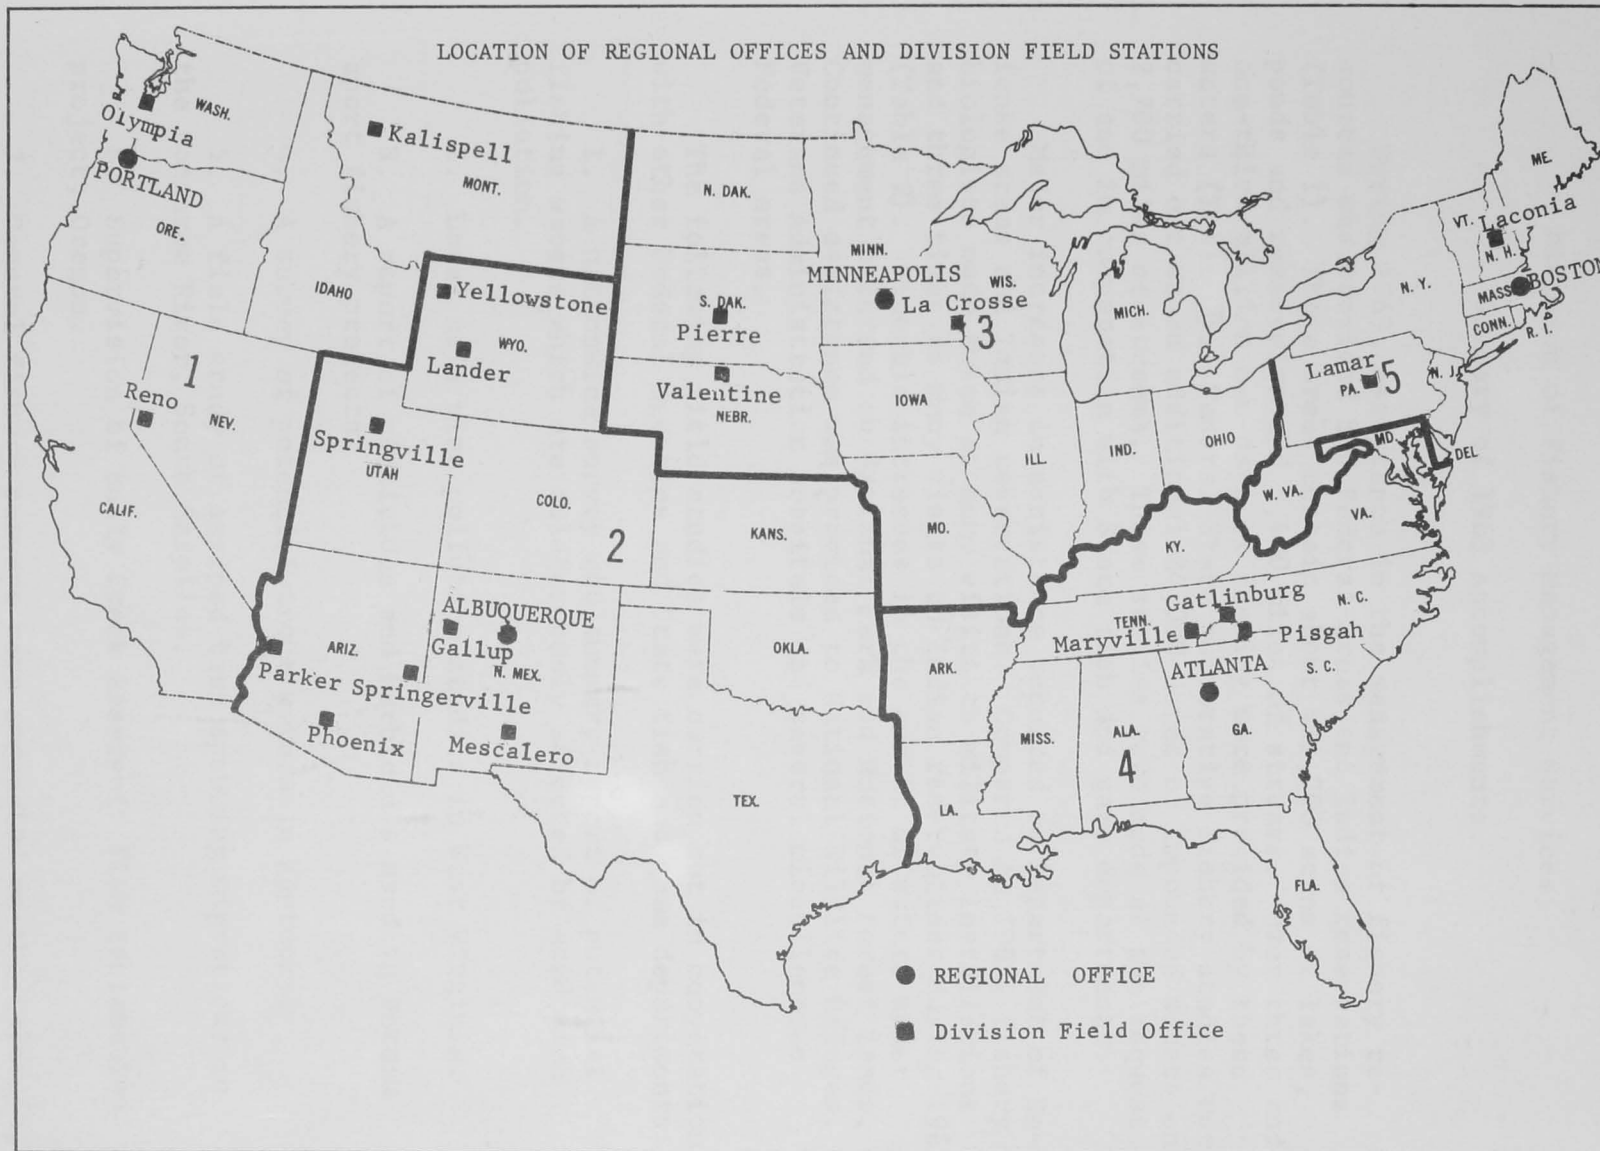 LOCATION OF REGIONAL OFFICES AND DIVISION FIELD STATIONS
WASH.
Olympia
PORTLAND
ORE.
Kalispell
MONT.
IDAHO
Yellowstone
WYO.
Lander
N. DAK.
S. DAK.
Pierre
Valentine
NEBR.
MINN.
MINNEAPOLIS
WIS.
La Crosse
3
MICH.
IOWA
ILL.
IND.
OHIO
MO.
ME.
VT.
Laconia
N. H.
MASS
BOSTON
CONN.
R. I.
N. Y.
Lamar
PA.
5
N. J.
MD.
DEL
W. VA.
VA.
1
Reno
NEV.
CALIF.
Springville
UTAH
COLO.
2
KANS.
KY.
ALBUQUERQUE
Gallup
N. MEX.
ARIZ.
Parker
Springerville
Phoenix
Mescalero
OKLA.
TEX.
ARK.
LA.
TENN.
Gatlinburg
Maryville
Pisgah
N. C.
S. C.
ATLANTA
GA.
MISS.
ALA.
4
FLA.
REGIONAL OFFICE
Division Field Office